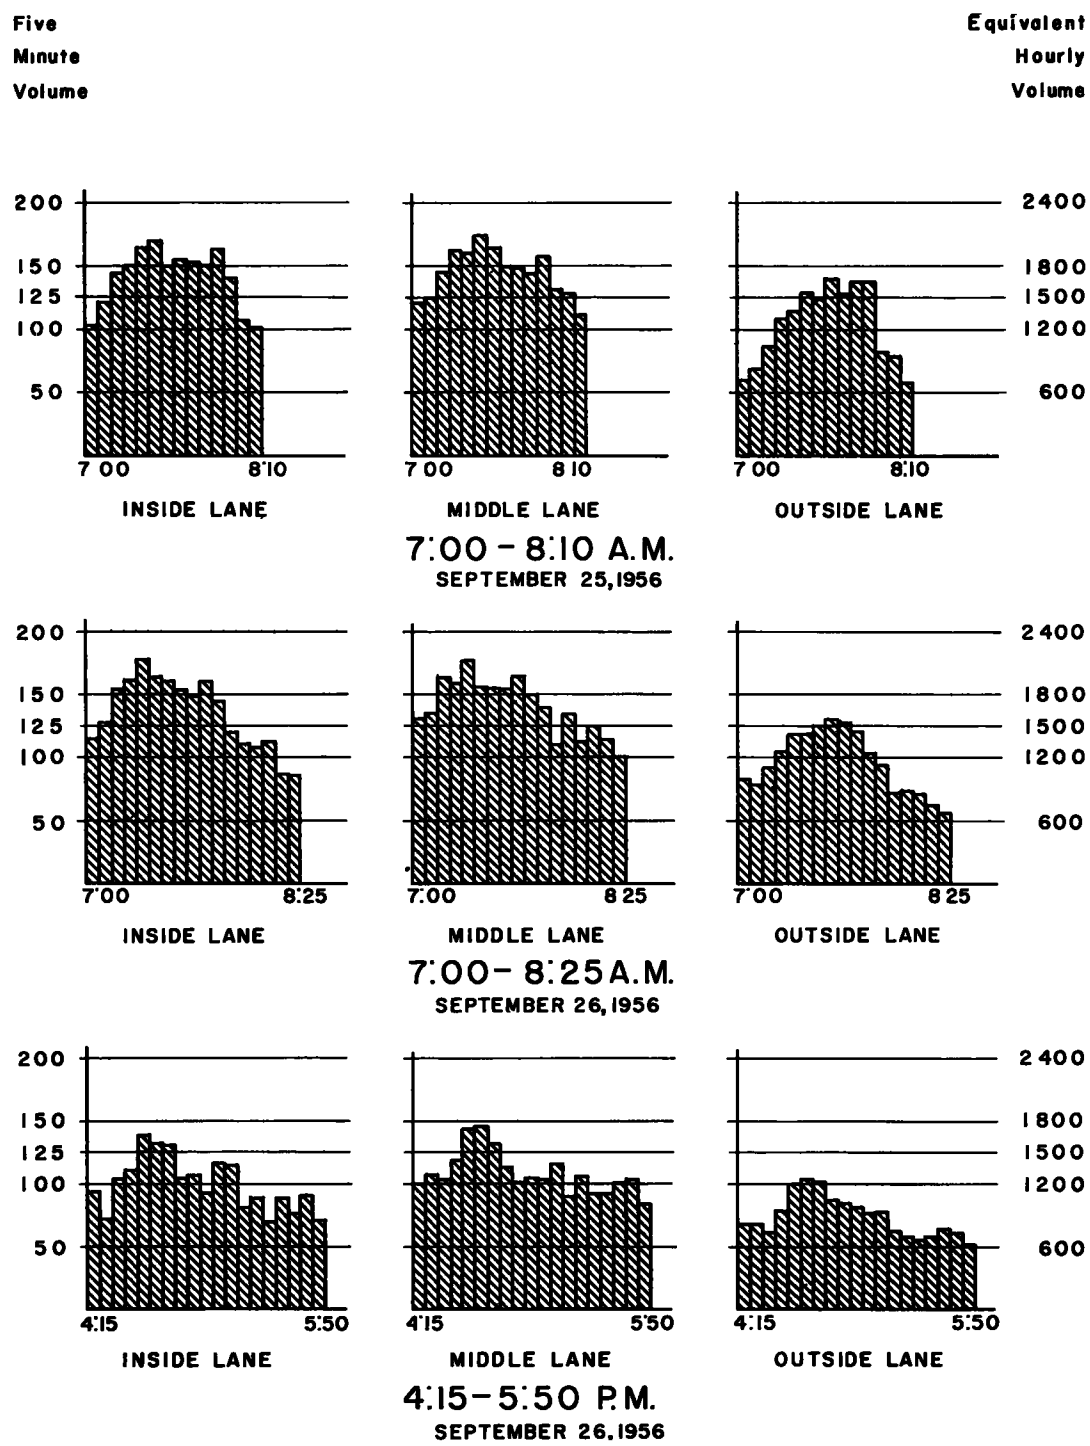 Five
Minute
Volume
Equivalent
Hourly
Volume
200
150
125
100
50
2400
1800
1500
1200
600
7 00 8:10
7 00 8 10
7 00 8:10
INSIDE LANE
MIDDLE LANE
OUTSIDE LANE
7:00 - 8:10 A.M.
SEPTEMBER 25, 1956
200
150
125
100
50
2400
1800
1500
1200
600
7:00 8:25
7:00 8 25
7:00 8 25
INSIDE LANE
MIDDLE LANE
OUTSIDE LANE
7:00 - 8:25 A.M.
SEPTEMBER 26, 1956
200
150
125
100
50
2400
1800
1500
1200
600
4:15 5:50
4:15 5:50
4:15 5:50
INSIDE LANE
MIDDLE LANE
OUTSIDE LANE
4:15 - 5:50 P.M.
SEPTEMBER 26, 1956